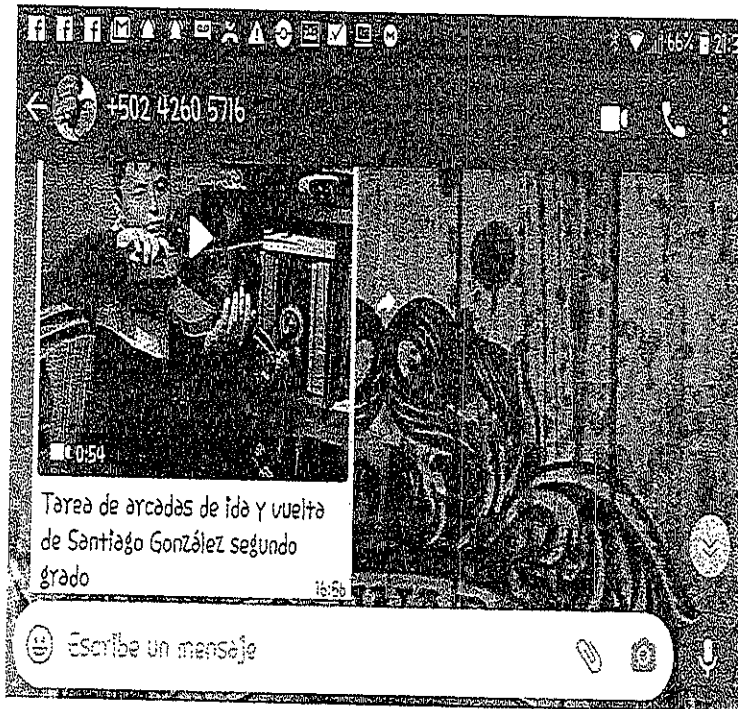 66%
+502 4260 5716
0:54
Tarea de arcadas de ida y vuelta
de Santiago González segundo
grado
16:56
Escribe un mensaje